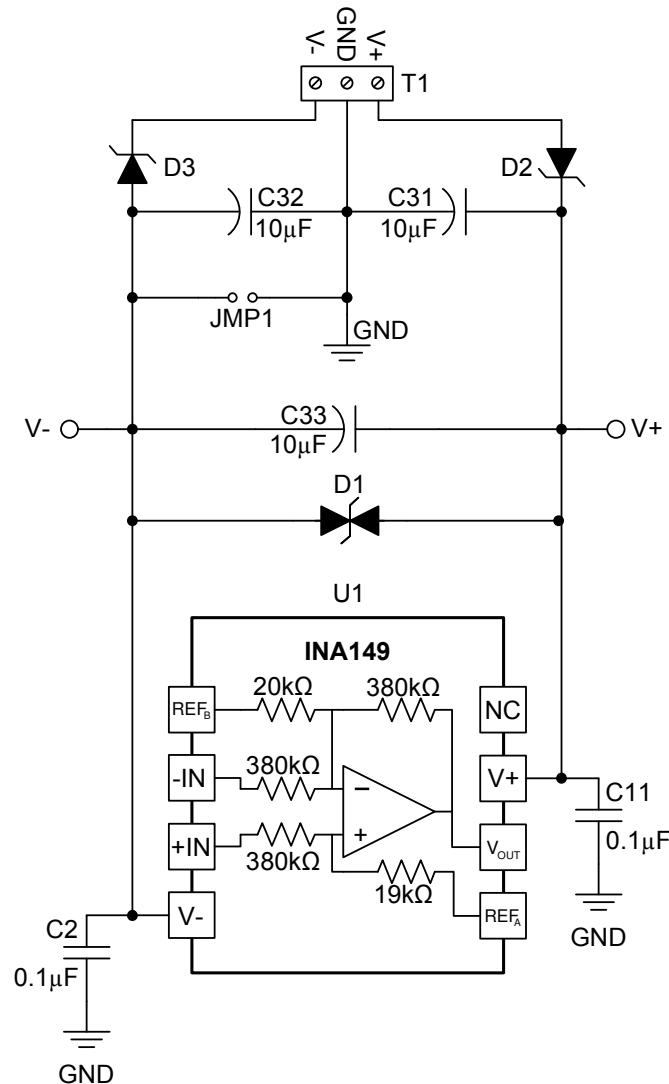 V-
GND
V+
T1
D3
D2
C32
10µF
C31
10µF
JMP1
GND
V-
C33
10µF
V+
D1
U1
INA149
REFB
20kΩ
380kΩ
NC
-IN
380kΩ
−
V+
C11
0.1µF
+IN
380kΩ
+
VOUT
19kΩ
V-
REFA
GND
C2
0.1µF
GND